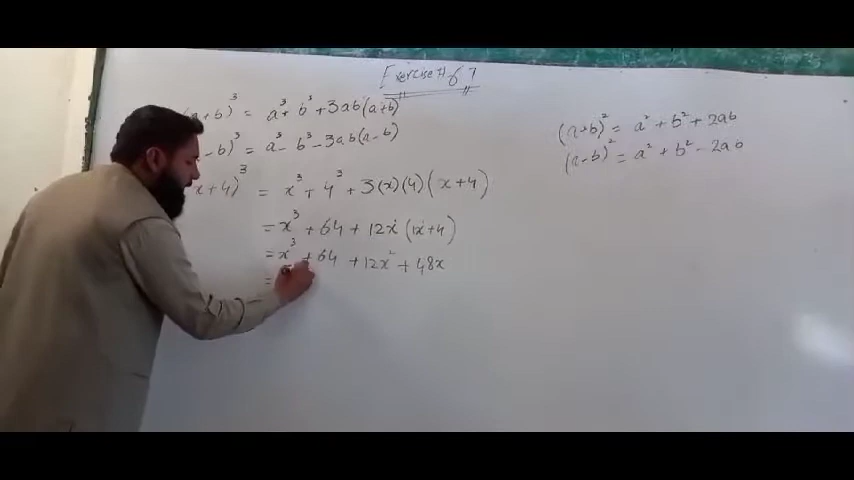 Exercise # 6.7
+b)³ = a³ + b³ + 3ab(a+b)
-b)³ = a³ - b³ - 3ab(a-b)
x+4)³ = x³ + 4³ + 3(x)(4)(x+4)
= x³ + 64 + 12x(1x+4)
= x³ + 64 + 12x² + 48x
=
(a+b)² = a² + b² + 2ab
(a-b)² = a² + b² - 2ab